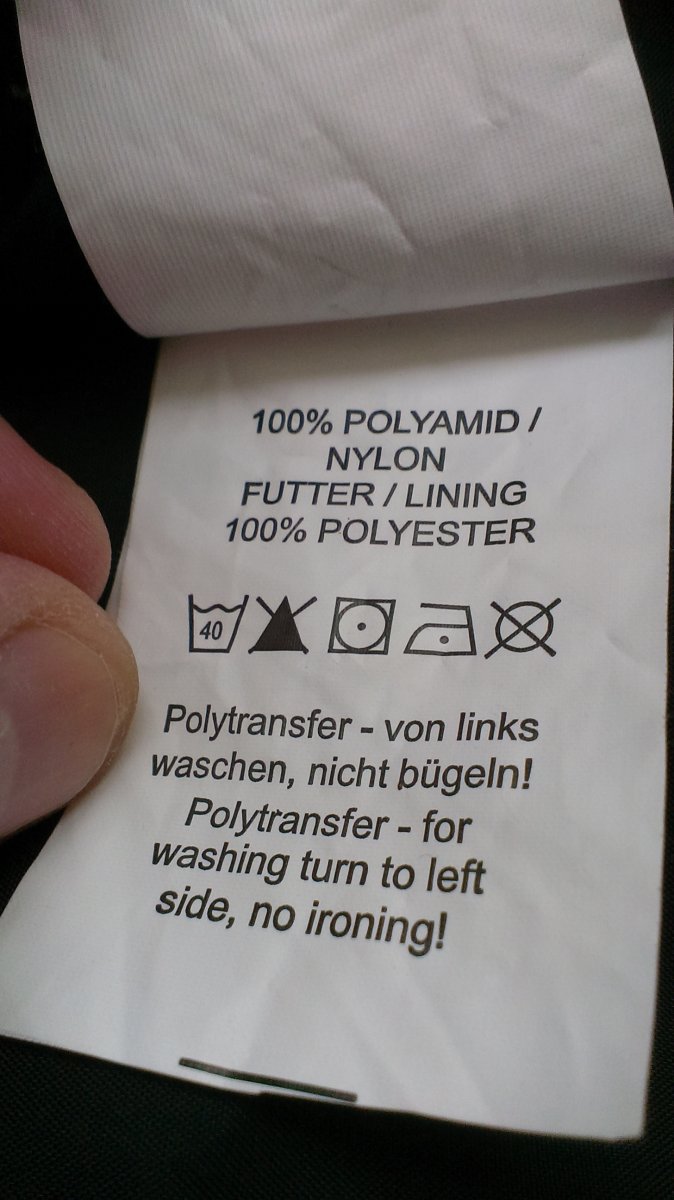 100% POLYAMID /
NYLON
FUTTER / LINING
100% POLYESTER
40
Polytransfer - von links
waschen, nicht bügeln!
Polytransfer - for
washing turn to left
side, no ironing!